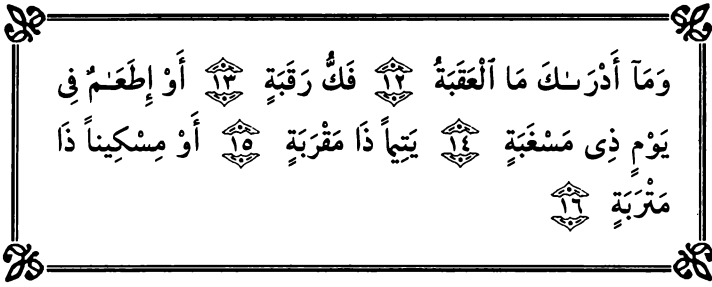 وَمَآ أَدْرَىٰكَ مَا ٱلْعَقَبَةُ ١٢ فَكُّ رَقَبَةٍ ١٣ أَوْ إِطْعَـٰمٌ فِى
يَوْمٍ ذِى مَسْغَبَةٍ ١٤ يَتِيمًا ذَا مَقْرَبَةٍ ١٥ أَوْ مِسْكِينًا ذَا
مَتْرَبَةٍ ١٦